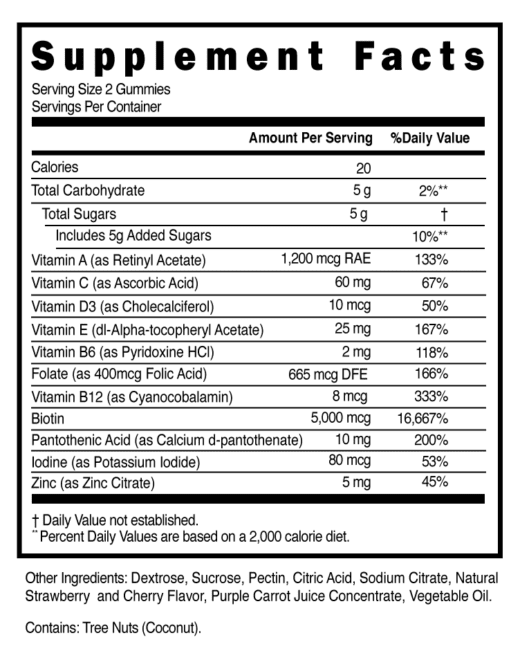 Supplement Facts
Serving Size 2 Gummies
Servings Per Container
Amount Per Serving %Daily Value
Calories 20
Total Carbohydrate 5 g 2%**
Total Sugars 5 g †
Includes 5g Added Sugars 10%**
Vitamin A (as Retinyl Acetate) 1,200 mcg RAE 133%
Vitamin C (as Ascorbic Acid) 60 mg 67%
Vitamin D3 (as Cholecalciferol) 10 mcg 50%
Vitamin E (dl-Alpha-tocopheryl Acetate) 25 mg 167%
Vitamin B6 (as Pyridoxine HCl) 2 mg 118%
Folate (as 400mcg Folic Acid) 665 mcg DFE 166%
Vitamin B12 (as Cyanocobalamin) 8 mcg 333%
Biotin 5,000 mcg 16,667%
Pantothenic Acid (as Calcium d-pantothenate) 10 mg 200%
Iodine (as Potassium Iodide) 80 mcg 53%
Zinc (as Zinc Citrate) 5 mg 45%
† Daily Value not established.
** Percent Daily Values are based on a 2,000 calorie diet.
Other Ingredients: Dextrose, Sucrose, Pectin, Citric Acid, Sodium Citrate, Natural
Strawberry and Cherry Flavor, Purple Carrot Juice Concentrate, Vegetable Oil.
Contains: Tree Nuts (Coconut).